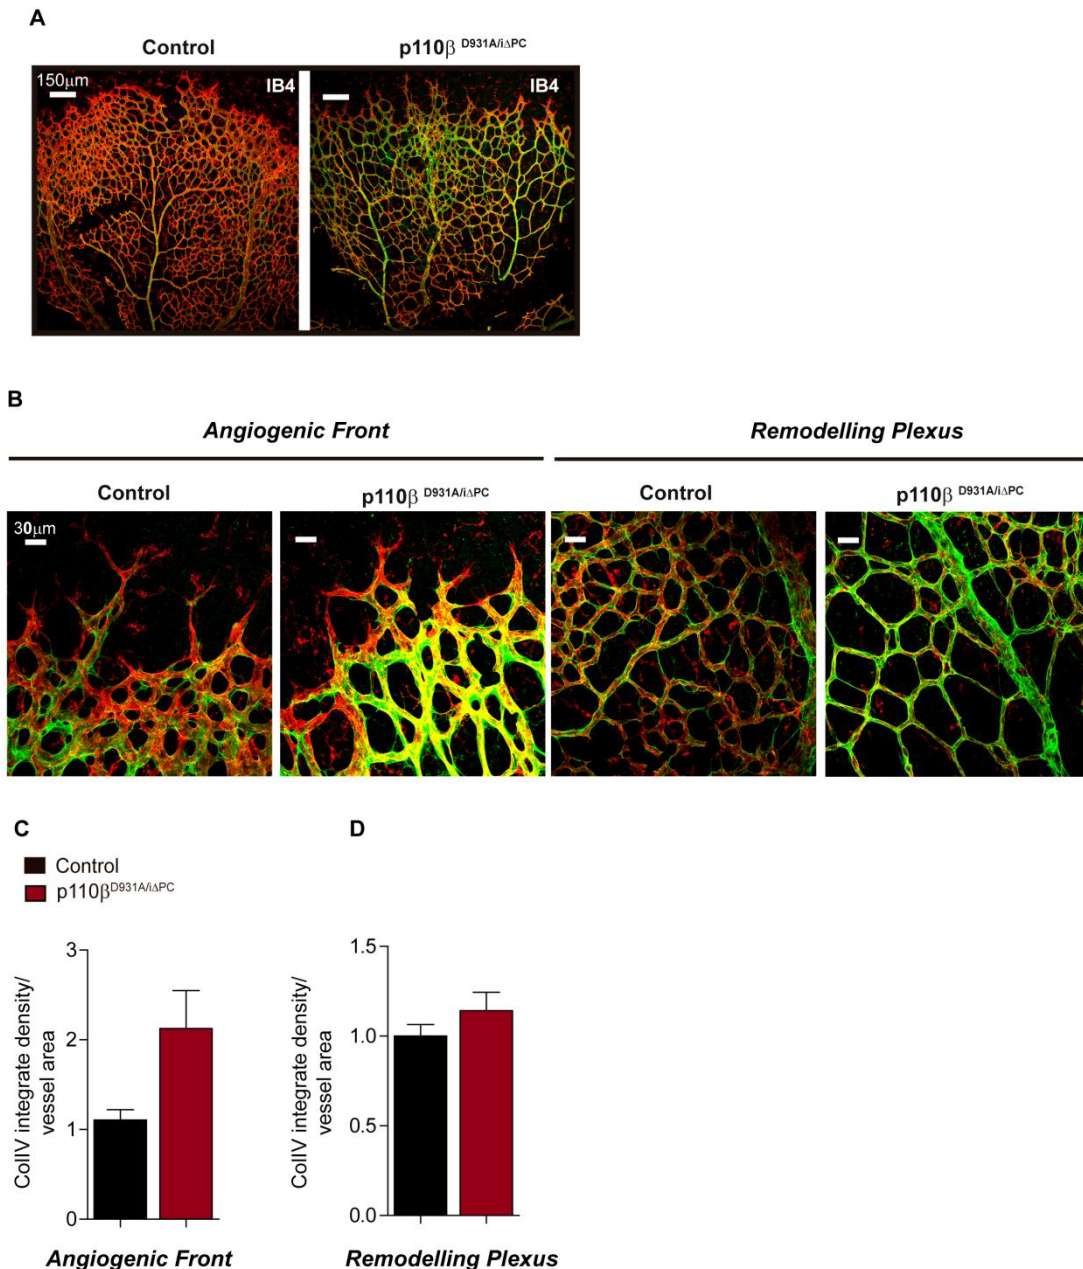 A
Control
p110β D931A/iΔPC
150μm
IB4
IB4
B
Angiogenic Front
Remodelling Plexus
Control
p110β D931A/iΔPC
Control
p110β D931A/iΔPC
30μm
C
D
Control
p110βD931A/iΔPC
ColIV integrate density/
vessel area
3
2
1
0
Angiogenic Front
ColIV integrate density/
vessel area
1.5
1.0
0.5
0.0
Remodelling Plexus